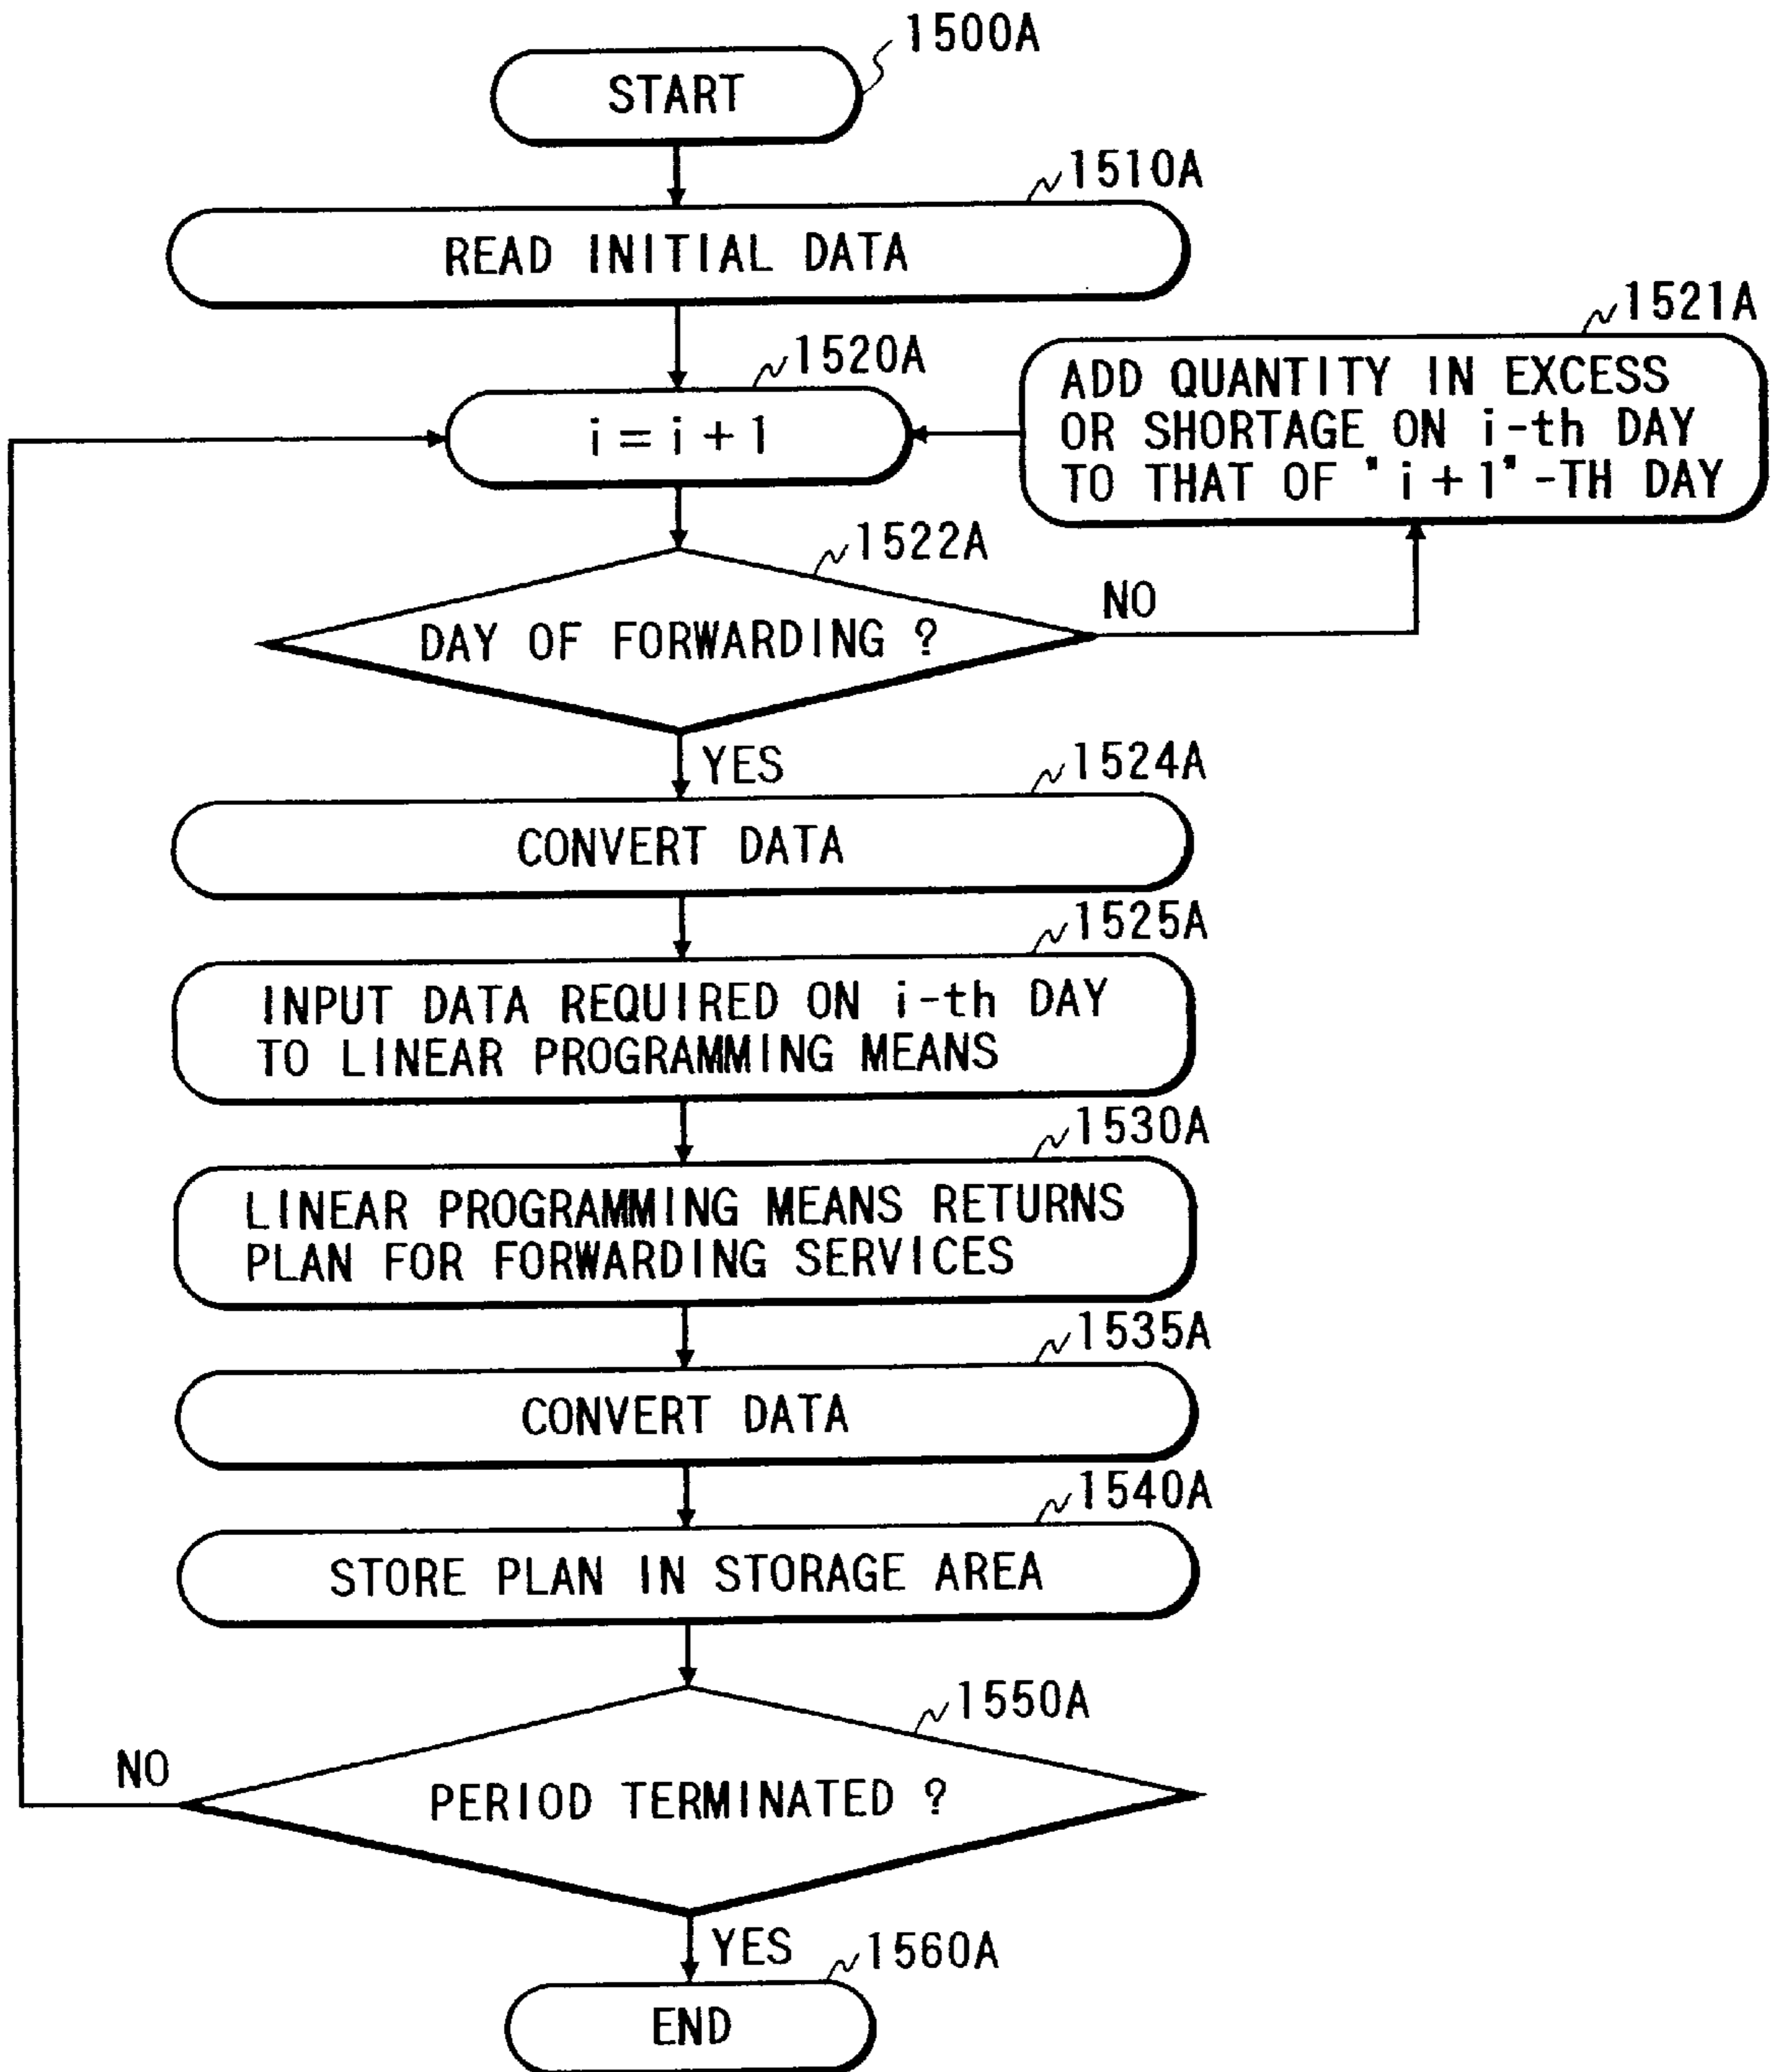 1500A
START
1510A
READ INITIAL DATA
1520A
i = i + 1
1521A
ADD QUANTITY IN EXCESS
OR SHORTAGE ON i-th DAY
TO THAT OF "i+1"-TH DAY
1522A
DAY OF FORWARDING ?
NO
YES
1524A
CONVERT DATA
1525A
INPUT DATA REQUIRED ON i-th DAY
TO LINEAR PROGRAMMING MEANS
1530A
LINEAR PROGRAMMING MEANS RETURNS
PLAN FOR FORWARDING SERVICES
1535A
CONVERT DATA
1540A
STORE PLAN IN STORAGE AREA
1550A
NO
PERIOD TERMINATED ?
YES
1560A
END